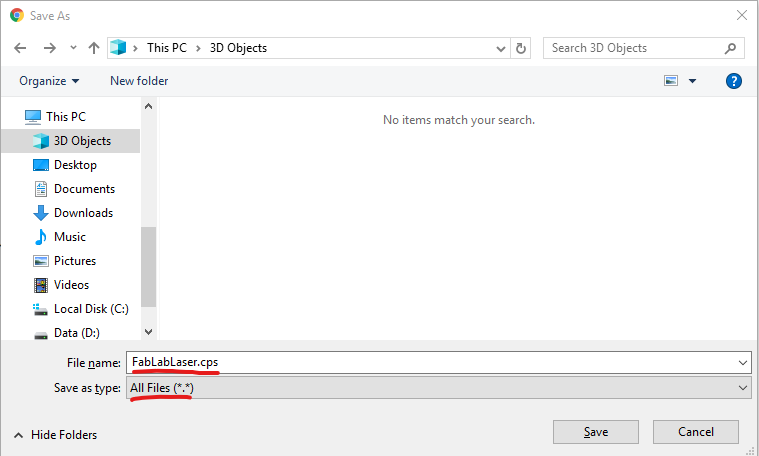 Save As
This PC > 3D Objects
Search 3D Objects
Organize
New folder
?
This PC
3D Objects
Desktop
Documents
Downloads
Music
Pictures
Videos
Local Disk (C:)
Data (D:)
No items match your search.
File name: FabLabLaser.cps
Save as type: All Files (*.*)
Hide Folders
Save
Cancel